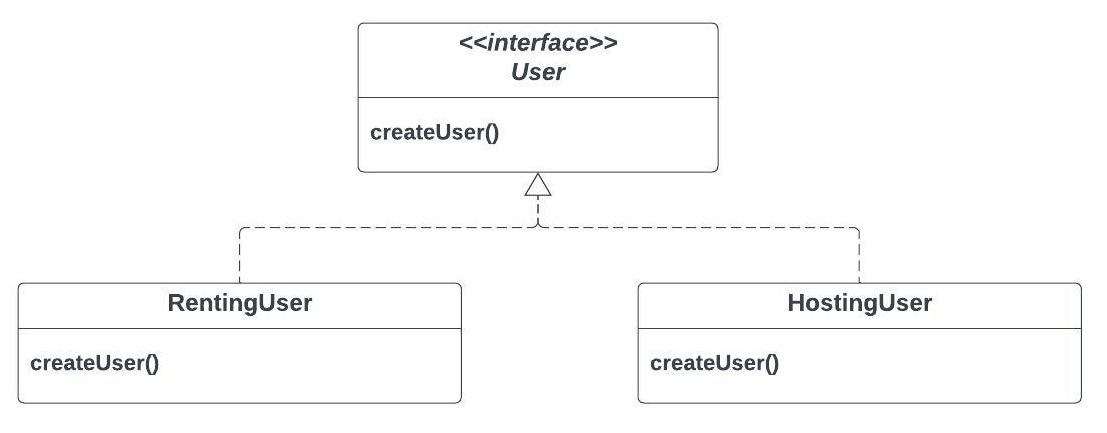 <<interface>>
User
createUser()
RentingUser
createUser()
HostingUser
createUser()